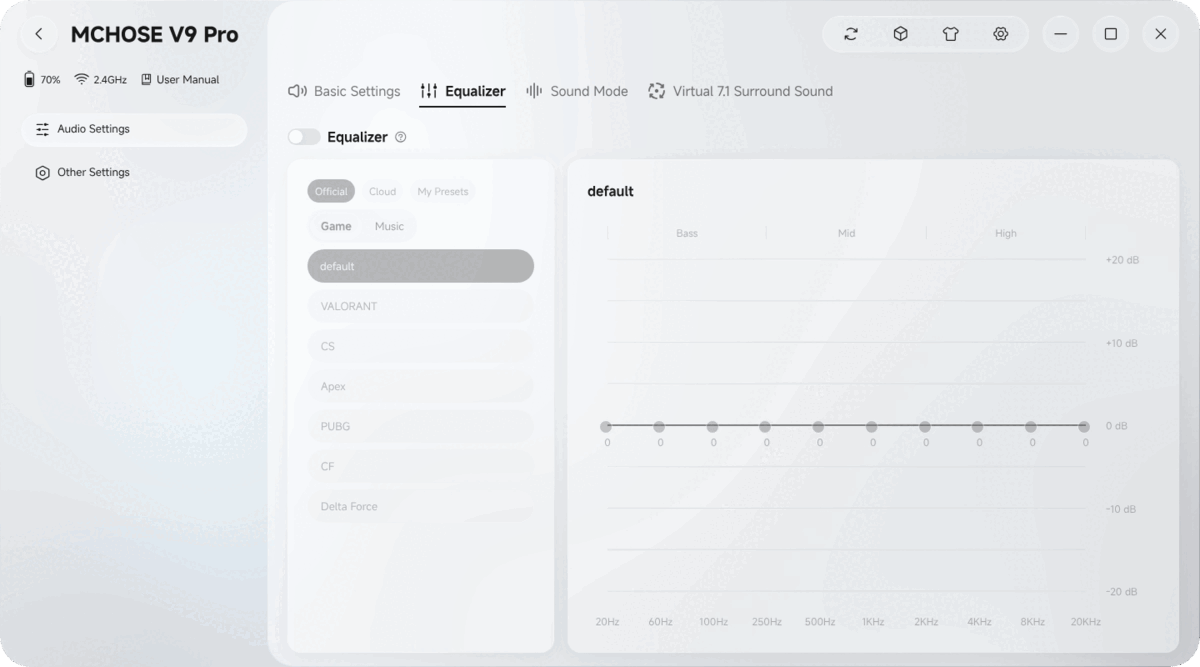 MCHOSE V9 Pro
70% 2.4GHz User Manual
Audio Settings
Other Settings
Basic Settings Equalizer Sound Mode Virtual 7.1 Surround Sound
Equalizer
Official Cloud My Presets
Game Music
default
VALORANT
CS
Apex
PUBG
CF
Delta Force
default
Bass Mid High
+20 dB
+10 dB
0 dB
0 0 0 0 0 0 0 0 0 0
-10 dB
-20 dB
20Hz 60Hz 100Hz 250Hz 500Hz 1KHz 2KHz 4KHz 8KHz 20KHz